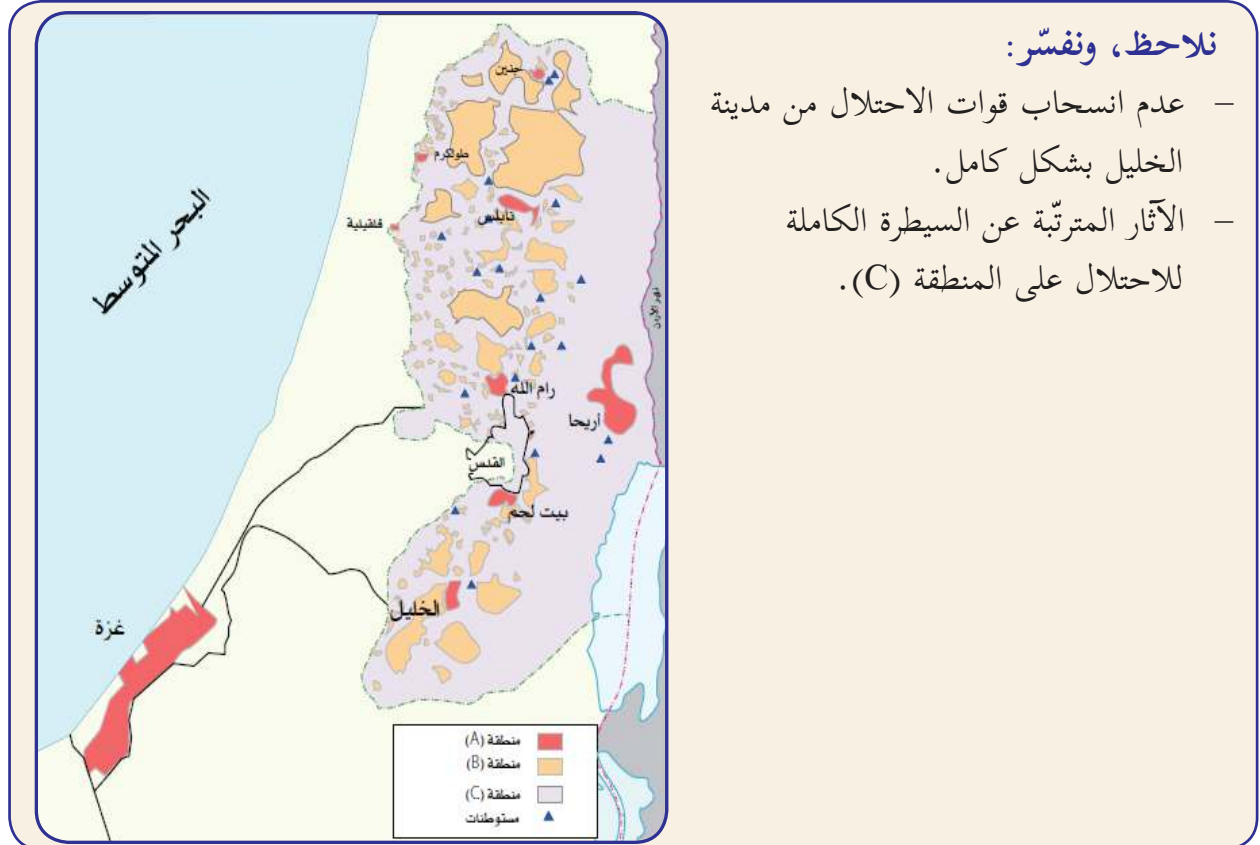 نلاحظ، ونفسّر:
– عدم انسحاب قوات الاحتلال من مدينة
الخليل بشكل كامل.
– الآثار المترتّبة عن السيطرة الكاملة
للاحتلال على المنطقة (C).
جنين
طولكرم
نابلس
قلقيلية
البحر المتوسط
نهر الأردن
رام الله
أريحا
القدس
بيت لحم
الخليل
غزة
منطقة (A)
منطقة (B)
منطقة (C)
مستوطنات